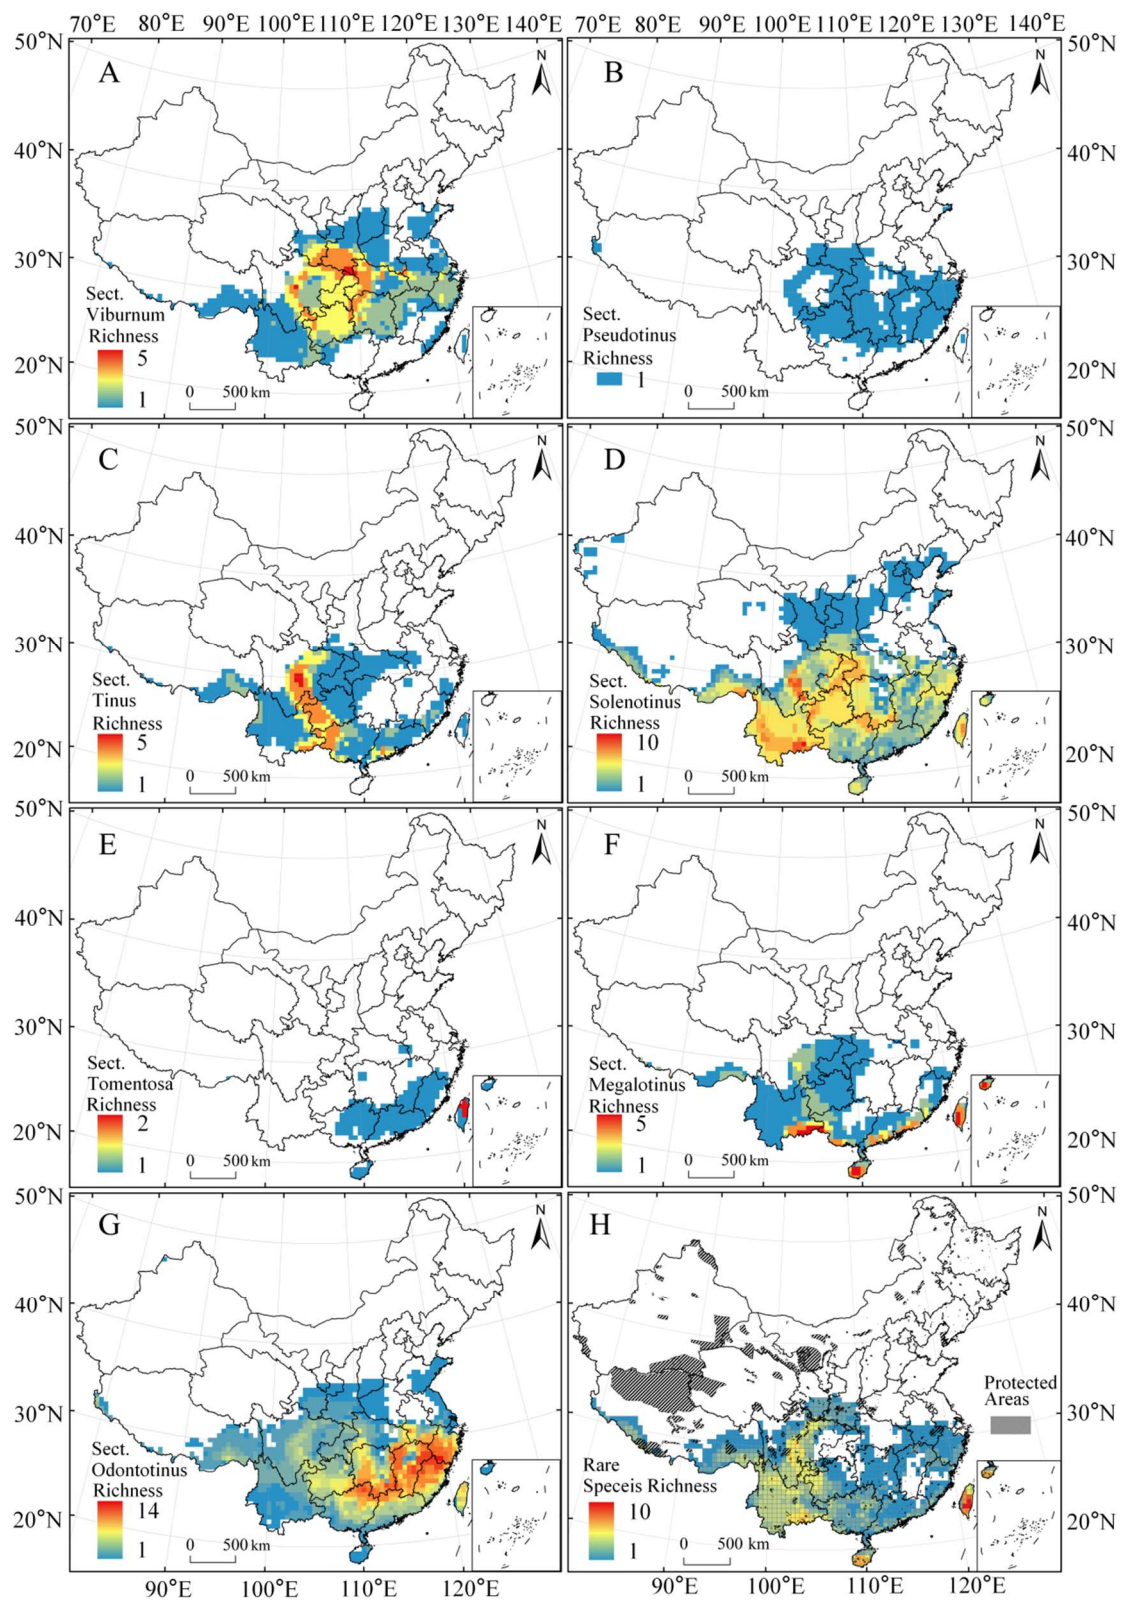 70°E 80°E 90°E 100°E 110°E 120°E 130°E 70°E 80°E 90°E 100°E 110°E 120°E 130°E 140°E
50°N
40°N
30°N
20°N
A
N
Sect.
Viburnum
Richness
5
1
0 500 km
B
N
Sect.
Pseudotinus
Richness
1
0 500 km
50°N
40°N
30°N
20°N
50°N
40°N
30°N
20°N
C
N
Sect.
Tinus
Richness
5
1
0 500 km
D
N
Sect.
Solenotinus
Richness
10
1
0 500 km
50°N
40°N
30°N
20°N
50°N
40°N
30°N
20°N
E
N
Sect.
Tomentosa
Richness
2
1
0 500 km
F
N
Sect.
Megalotinus
Richness
5
1
0 500 km
50°N
40°N
30°N
20°N
50°N
40°N
30°N
20°N
G
N
Sect.
Odontotinus
Richness
14
1
0 500 km
H
N
Protected
Areas
Rare
Speceis Richness
10
1
0 500 km
50°N
40°N
30°N
20°N
90°E 100°E 110°E 120°E 90°E 100°E 110°E 120°E